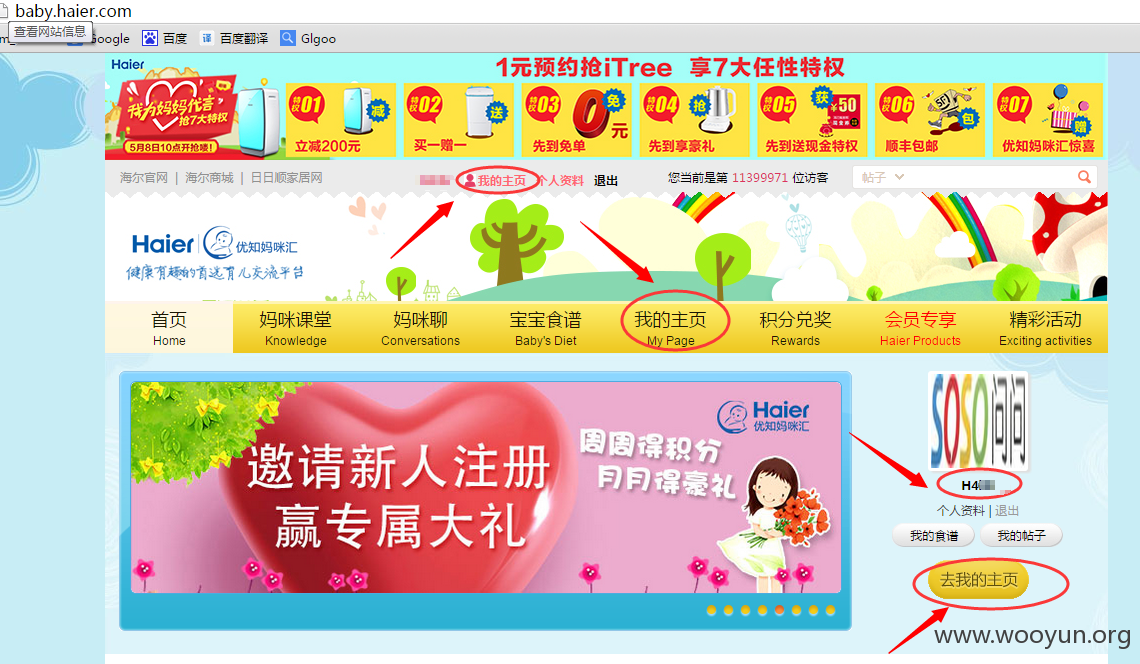 baby.haier.com
查看网站信息
Google 百度 百度翻译 Glgoo
Haier
1元预约抢iTree 享7大任性特权
我为妈妈代言
抢7大特权
5月8日10点开抢喽!
特权01 减 立减200元
特权02 送 买一赠一
特权03 免 0元 先到免单
特权04 抢 先到享豪礼
特权05 获 ¥50 先到送现金特权
特权06 50 包 顺丰包邮
特权07 赠 优知妈咪汇惊喜
海尔官网 | 海尔商城 | 日日顺家居网
我的主页 个人资料 退出
您当前是第 11399971 位访客
帖子
Haier 优知妈咪汇
健康有趣的首选育儿交流平台
首页 妈咪课堂 妈咪聊 宝宝食谱 我的主页 积分兑奖 会员专享 精彩活动
Home Knowledge Conversations Baby's Diet My Page Rewards Haier Products Exciting activities
Haier
优知妈咪汇
邀请新人注册
赢专属大礼
周周得积分
月月得豪礼
SOSO问问
H4
个人资料 | 退出
我的食谱 我的帖子
去我的主页
www.wooyun.org